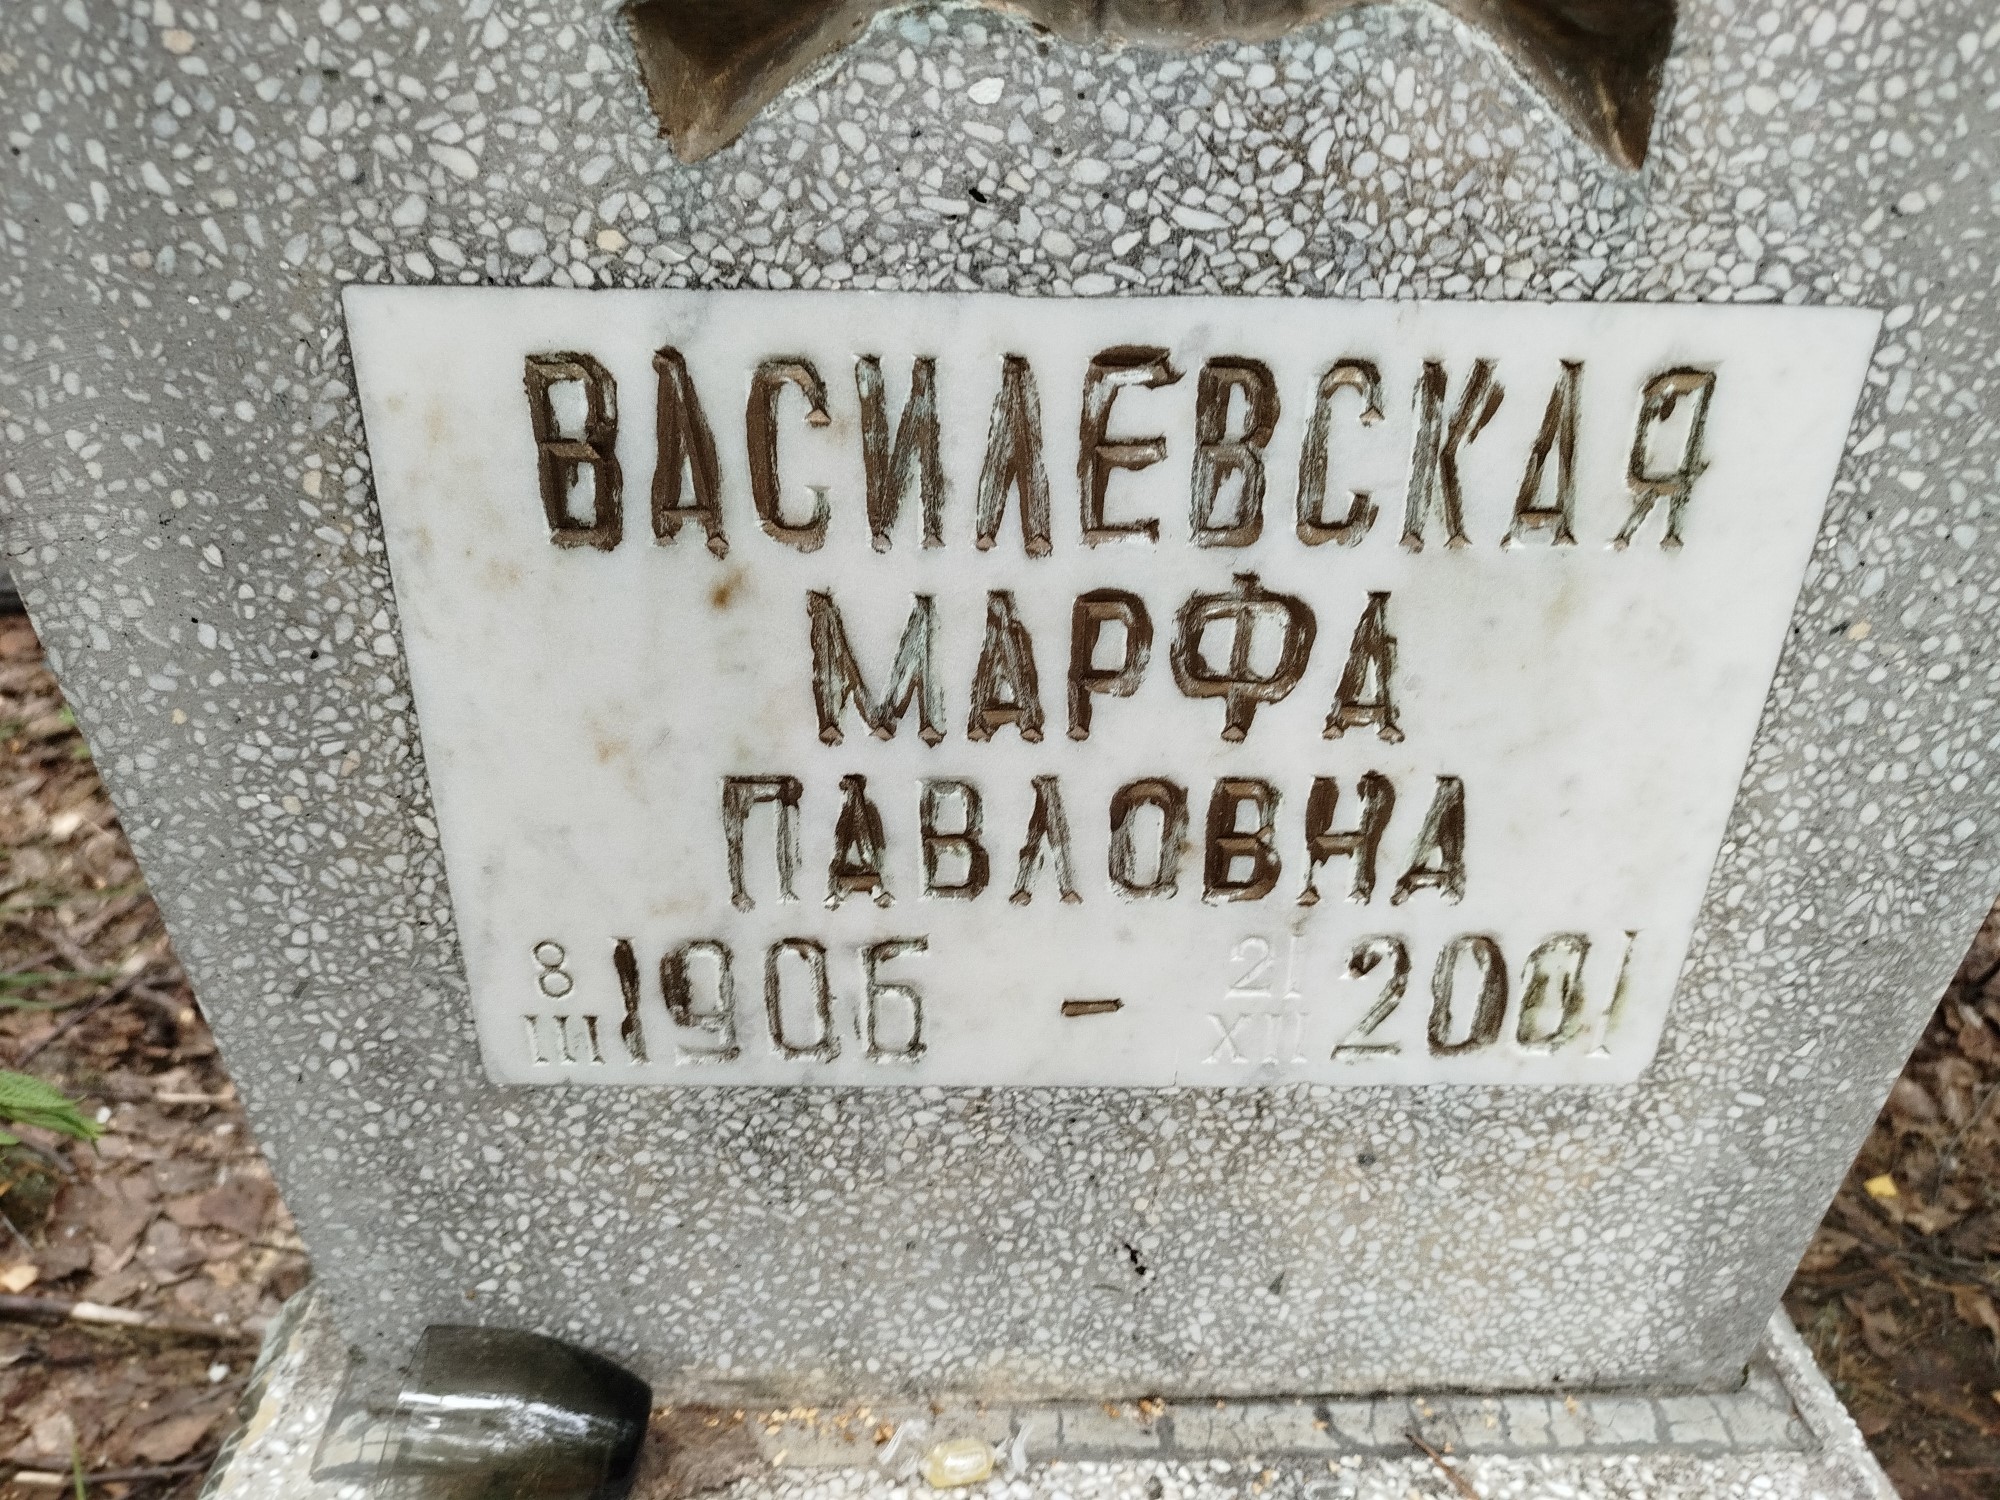 ВАСИЛЕВСКАЯ
МАРФА
ПАВЛОВНА
8 III 1906 - 21 XII 2001